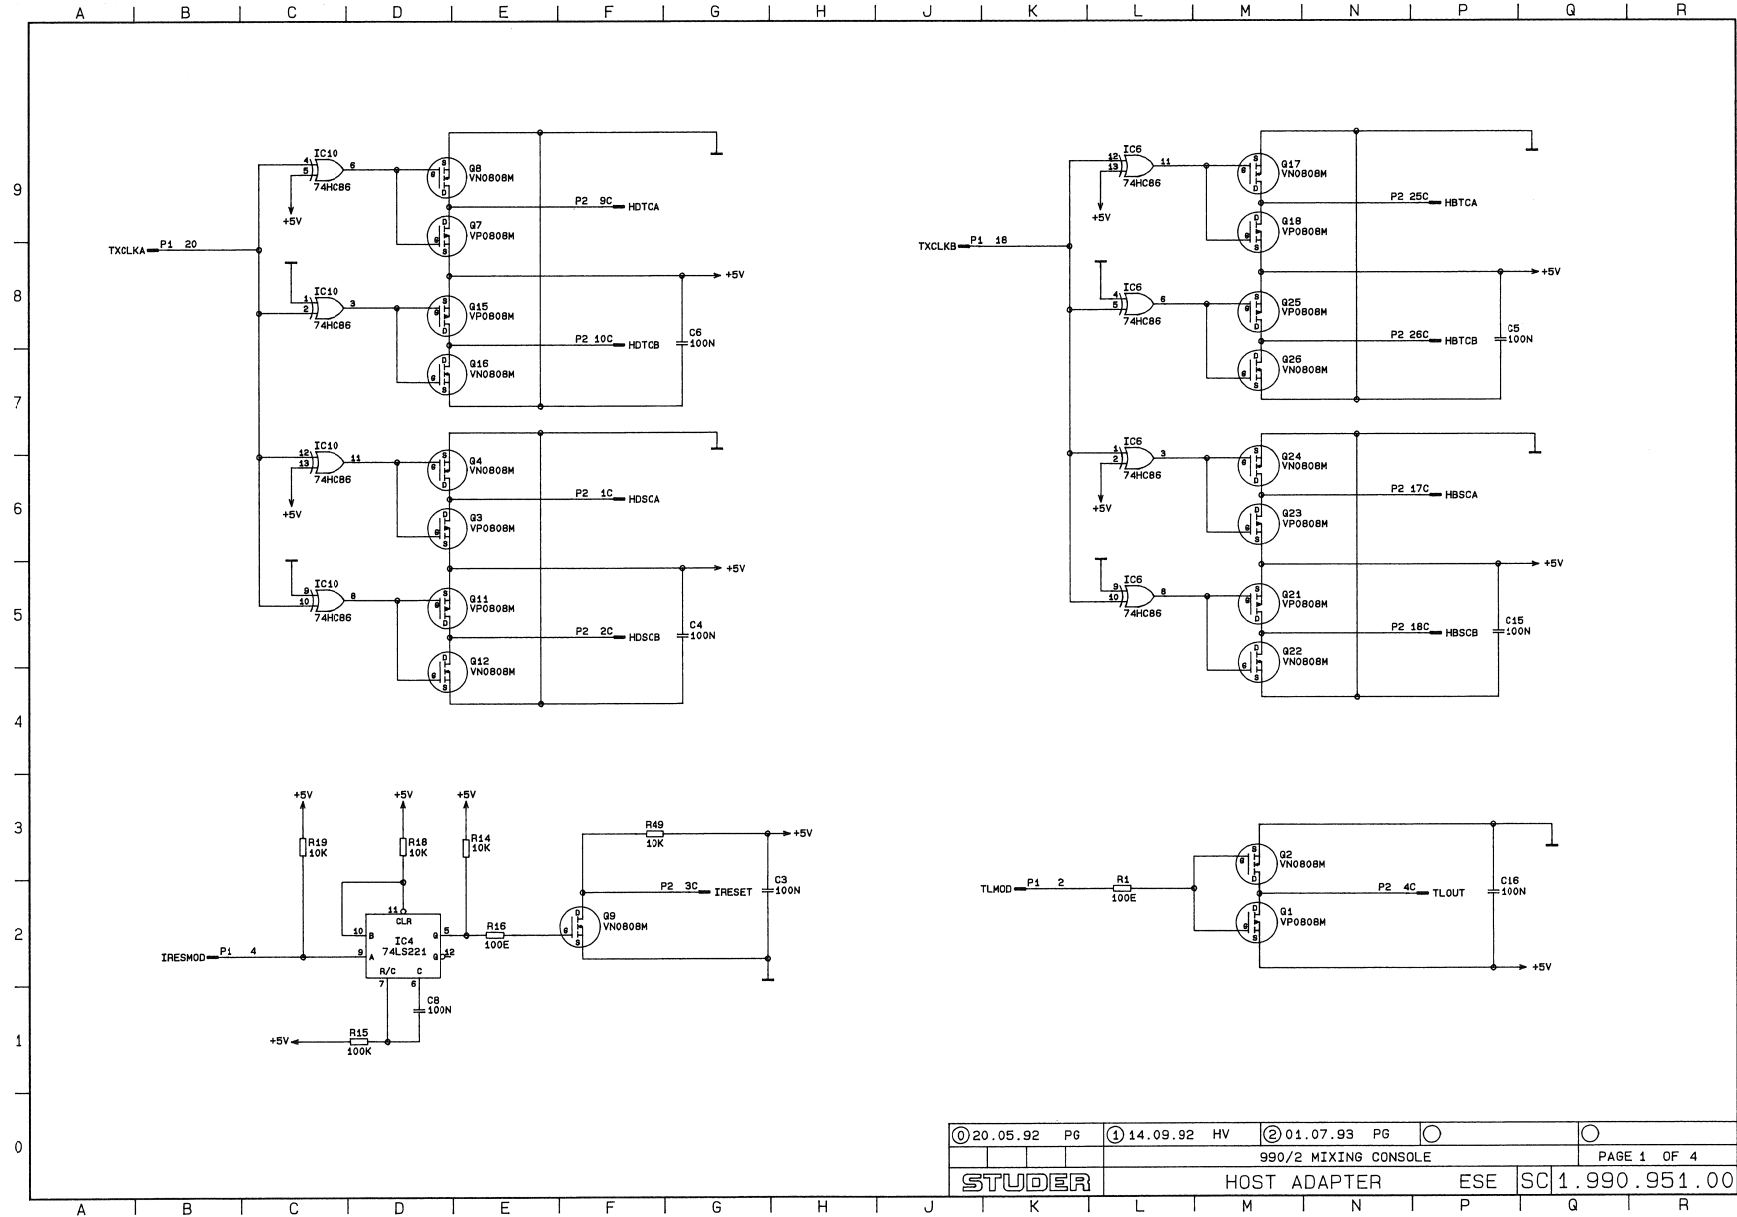 A B C D E F G H J K L M N P Q R
9
8
7
6
5
4
3
2
1
0
TXCLKA P1 20
IC10
4
5
6
74HC86
+5V
S
G
D
Q8
VN0808M
P2 9C HDTCA
D
G
S
Q7
VP0808M
+5V
IC10
1
2
3
74HC86
S
G
D
Q15
VP0808M
P2 10C HDTCB
C6
100N
D
G
S
Q16
VN0808M
IC10
12
13
11
74HC86
+5V
S
G
D
Q4
VN0808M
P2 1C HDSCA
D
G
S
Q3
VP0808M
+5V
IC10
9
10
8
74HC86
S
G
D
Q11
VP0808M
P2 2C HDSCB
C4
100N
D
G
S
Q12
VN0808M
TXCLKB P1 18
IC6
12
13
11
74HC86
+5V
S
G
D
Q17
VN0808M
P2 25C HBTCA
D
G
S
Q18
VP0808M
+5V
IC6
4
5
6
74HC86
S
G
D
Q25
VP0808M
P2 26C HBTCB
C5
100N
D
G
S
Q26
VN0808M
IC6
1
2
3
74HC86
+5V
S
G
D
Q24
VN0808M
P2 17C HBSCA
D
G
S
Q23
VP0808M
+5V
IC6
9
10
8
74HC86
S
G
D
Q21
VP0808M
P2 18C HBSCB
C15
100N
D
G
S
Q22
VN0808M
+5V +5V +5V
R19
10K
R18
10K
R14
10K
R49
10K
+5V
P2 3C IRESET
C3
100N
11
CLR
10 B
IC4
74LS221
Q 5
Q 12
IRESMOD P1 4
9 A
R/C C
7 6
R16
100E
D
G
S
Q9
VN0808M
C8
100N
+5V
R15
100K
TLMOD P1 2
R1
100E
S
G
D
Q2
VN0808M
P2 4C TLOUT
C16
100N
D
G
S
Q1
VP0808M
+5V
0 20.05.92 PG 1 14.09.92 HV 2 01.07.93 PG
990/2 MIXING CONSOLE PAGE 1 OF 4
STUDER HOST ADAPTER ESE SC 1.990.951.00
A B C D E F G H J K L M N P Q R